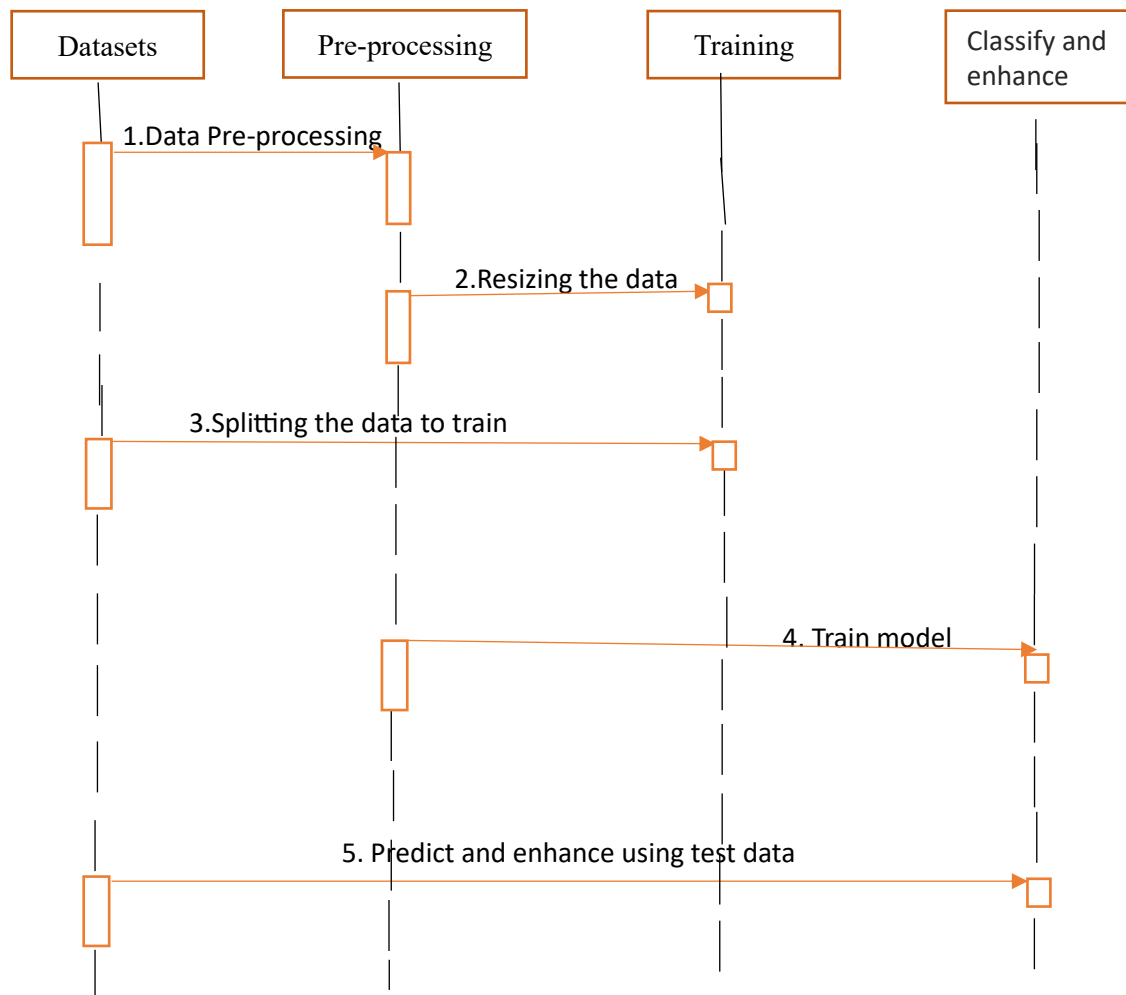 Datasets
Pre-processing
Training
Classify and
enhance
1.Data Pre-processing
2.Resizing the data
3.Splitting the data to train
4. Train model
5. Predict and enhance using test data